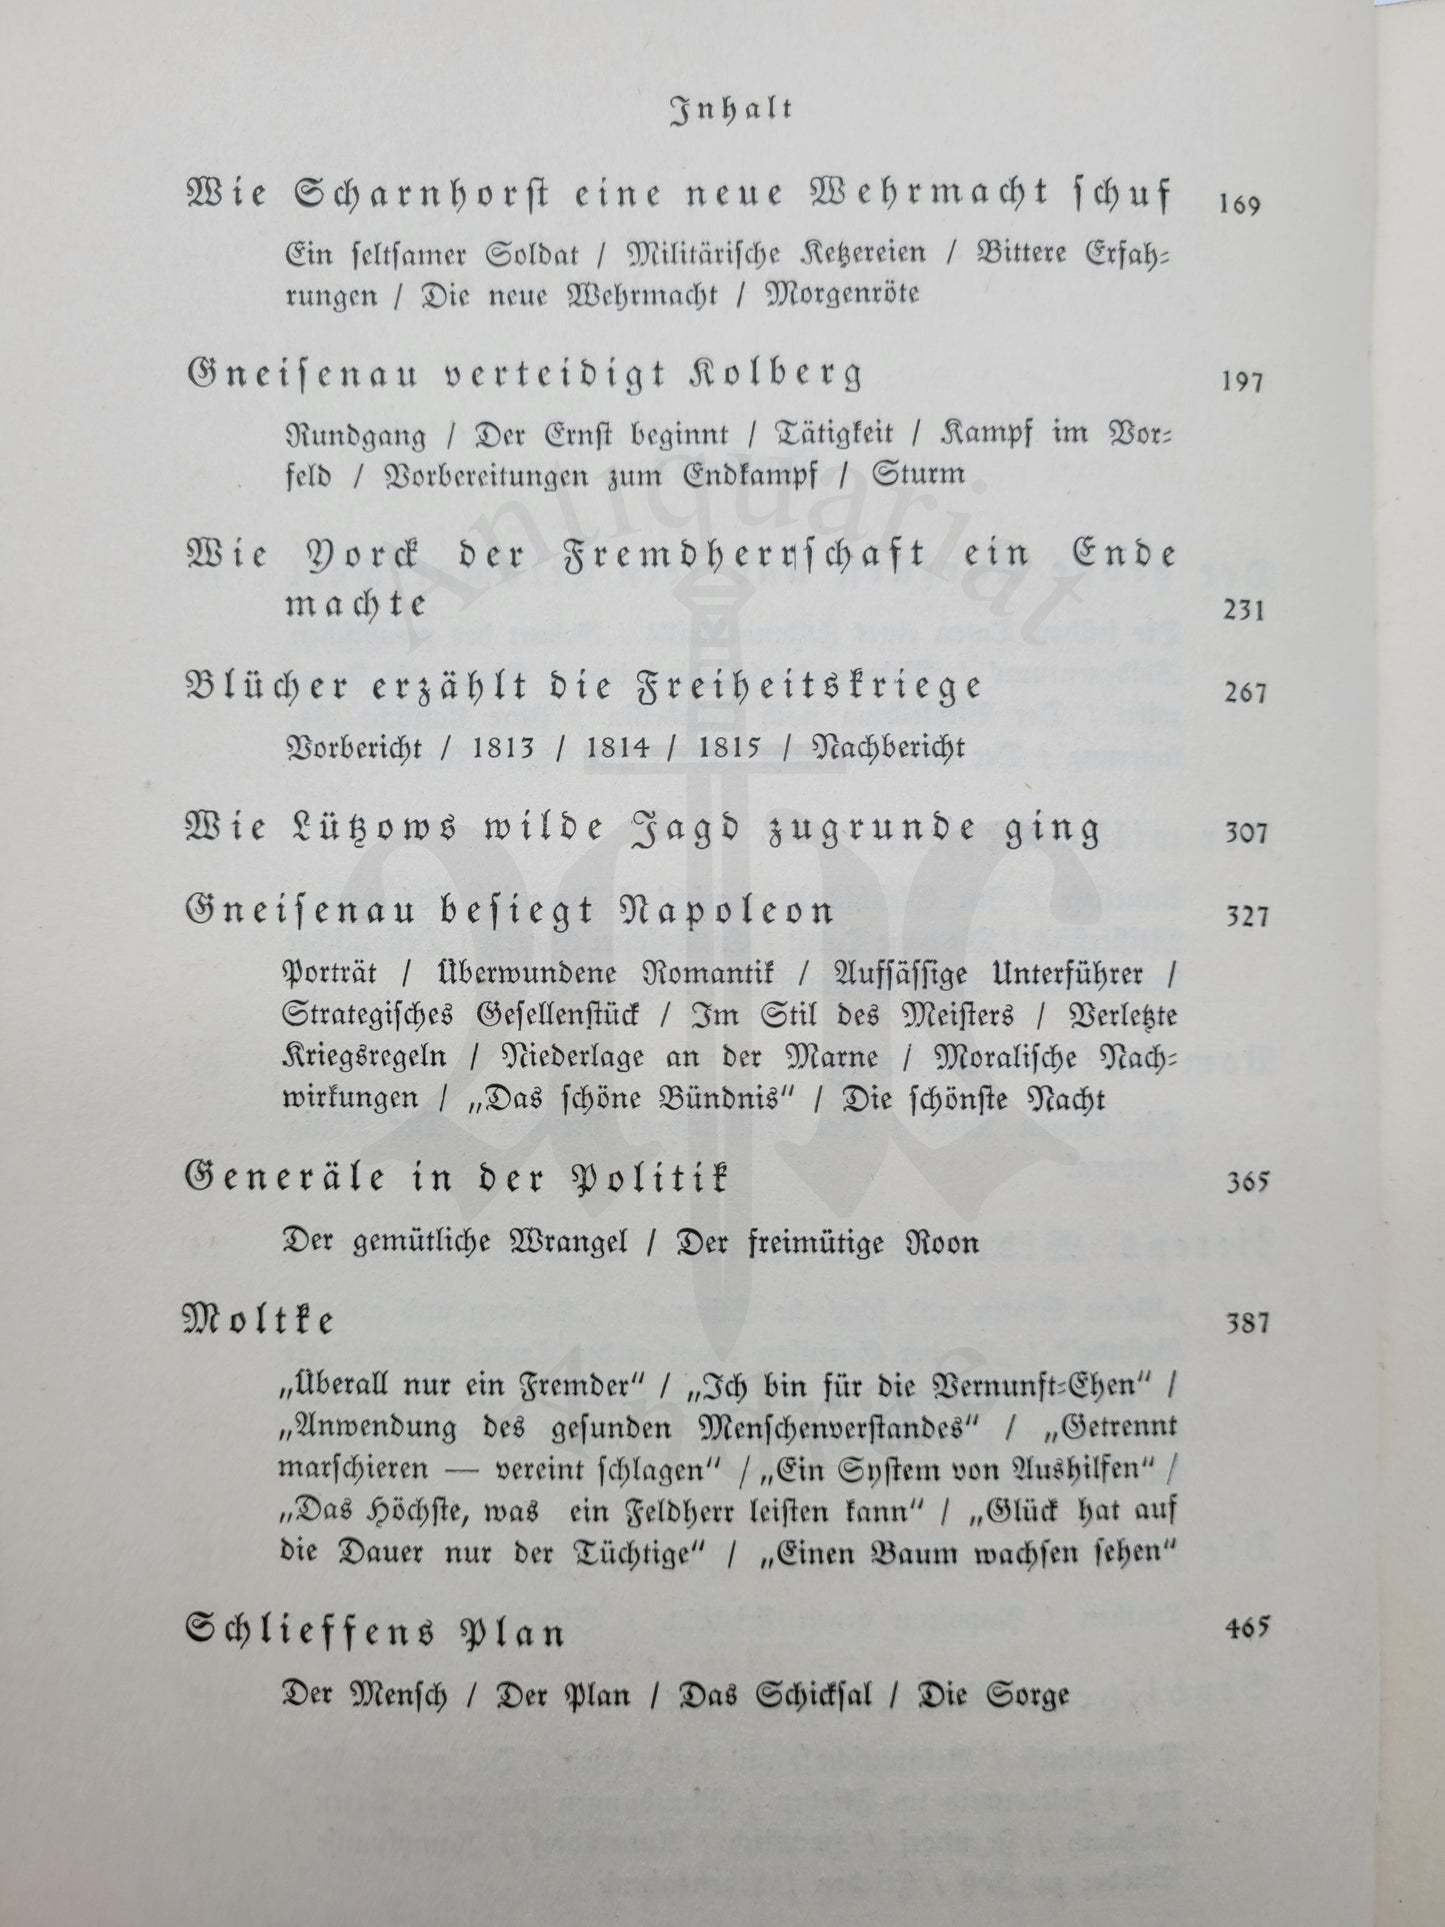 Inhalt
Wie Scharnhorst eine neue Wehrmacht schuf 169
Ein seltsamer Soldat / Militärische Ketzereien / Bittere Erfah-
rungen / Die neue Wehrmacht / Morgenröte
Gneisenau verteidigt Kolberg 197
Rundgang / Der Ernst beginnt / Tätigkeit / Kampf im Vor-
feld / Vorbereitungen zum Endkampf / Sturm
Wie Yorck der Fremdherrschaft ein Ende
machte 231
Blücher erzählt die Freiheitskriege 267
Vorbericht / 1813 / 1814 / 1815 / Nachbericht
Wie Lützows wilde Jagd zugrunde ging 307
Gneisenau besiegt Napoleon 327
Porträt / Überwundene Romantik / Aufsässige Unterführer /
Strategisches Gesellenstück / Im Stil des Meisters / Verletzte
Kriegsregeln / Niederlage an der Marne / Moralische Nach-
wirkungen / „Das schöne Bündnis“ / Die schönste Nacht
Generäle in der Politik 365
Der gemütliche Wrangel / Der freimütige Roon
Moltke 387
„Überall nur ein Fremder“ / „Ich bin für die Vernunft-Ehen“ /
„Anwendung des gesunden Menschenverstandes“ / „Getrennt
marschieren — vereint schlagen“ / „Ein System von Aushilfen“ /
„Das Höchste, was ein Feldherr leisten kann“ / „Glück hat auf
die Dauer nur der Tüchtige“ / „Einen Baum wachsen sehen“
Schlieffens Plan 465
Der Mensch / Der Plan / Das Schicksal / Die Sorge
Antiquariat